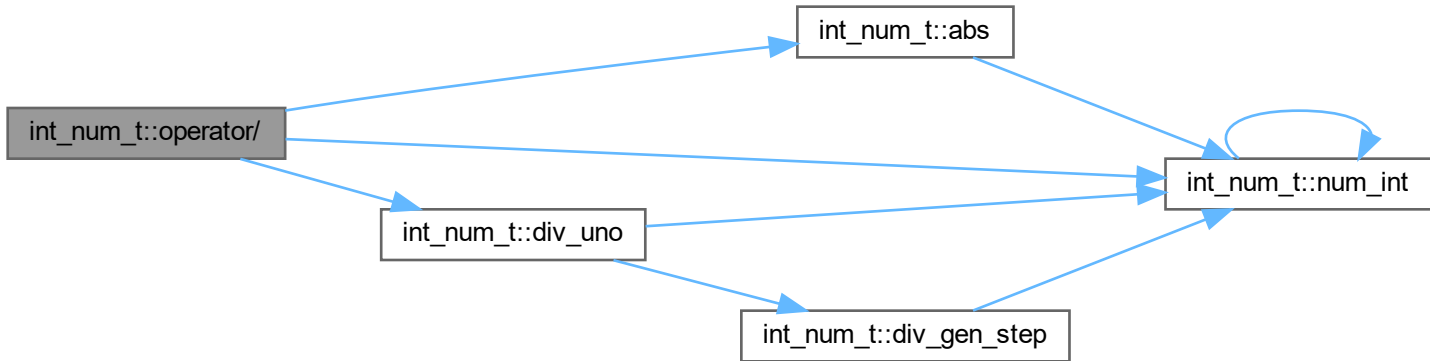 int_num_t::abs
int_num_t::operator/
int_num_t::num_int
int_num_t::div_uno
int_num_t::div_gen_step